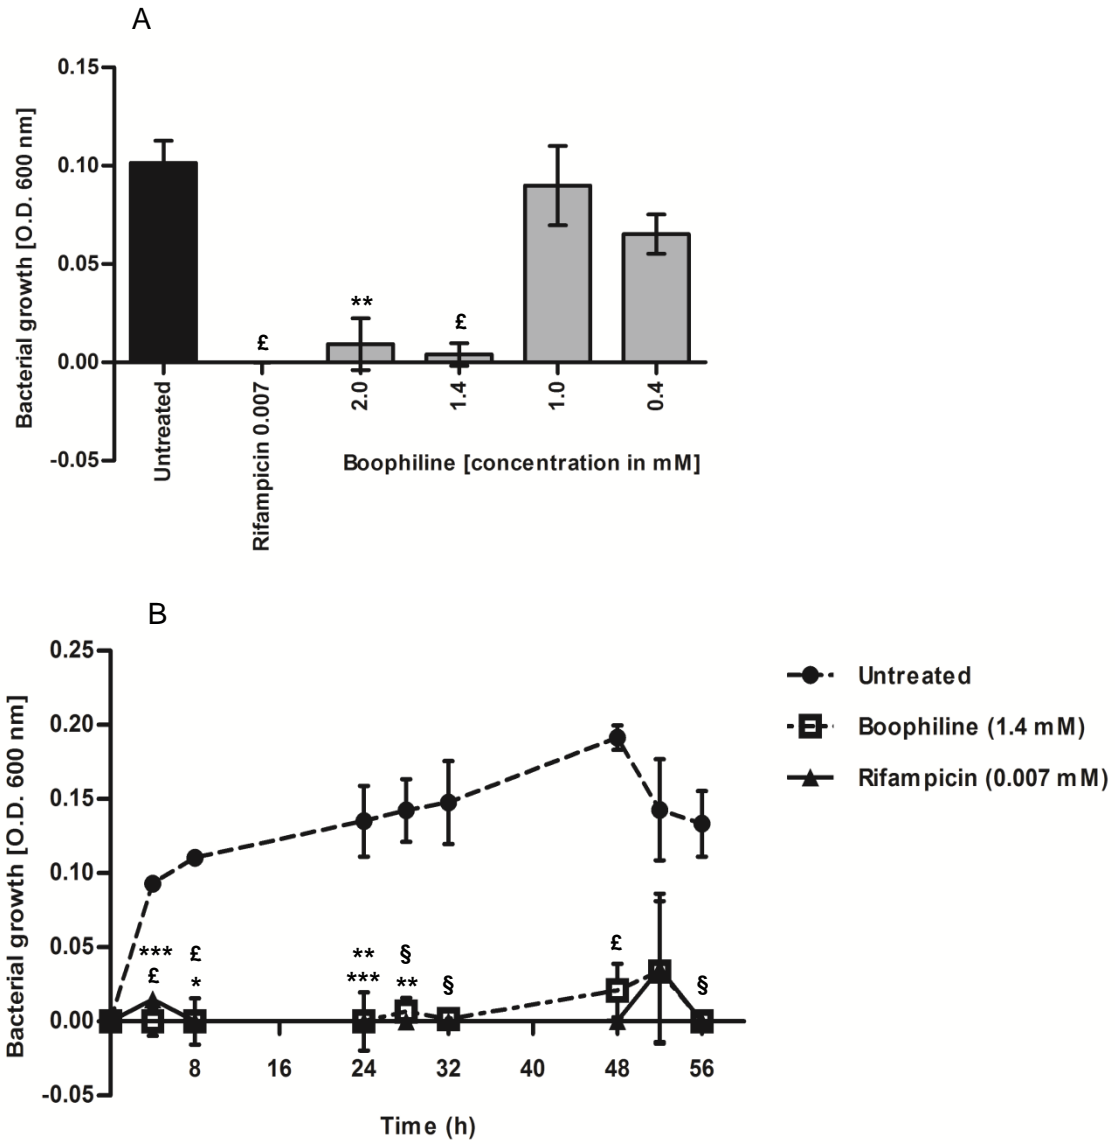 A
0.15
0.10
0.05
0.00
-0.05
Bacterial growth [O.D. 600 nm]
£
**
£
Untreated
Rifampicin 0.007
2.0
1.4
1.0
0.4
Boophiline [concentration in mM]
B
0.25
0.20
0.15
0.10
0.05
0.00
-0.05
Bacterial growth [O.D. 600 nm]
*** £ ** § £
£ * *** ** § §
8 16 24 32 40 48 56
Time (h)
Untreated
Boophiline (1.4 mM)
Rifampicin (0.007 mM)